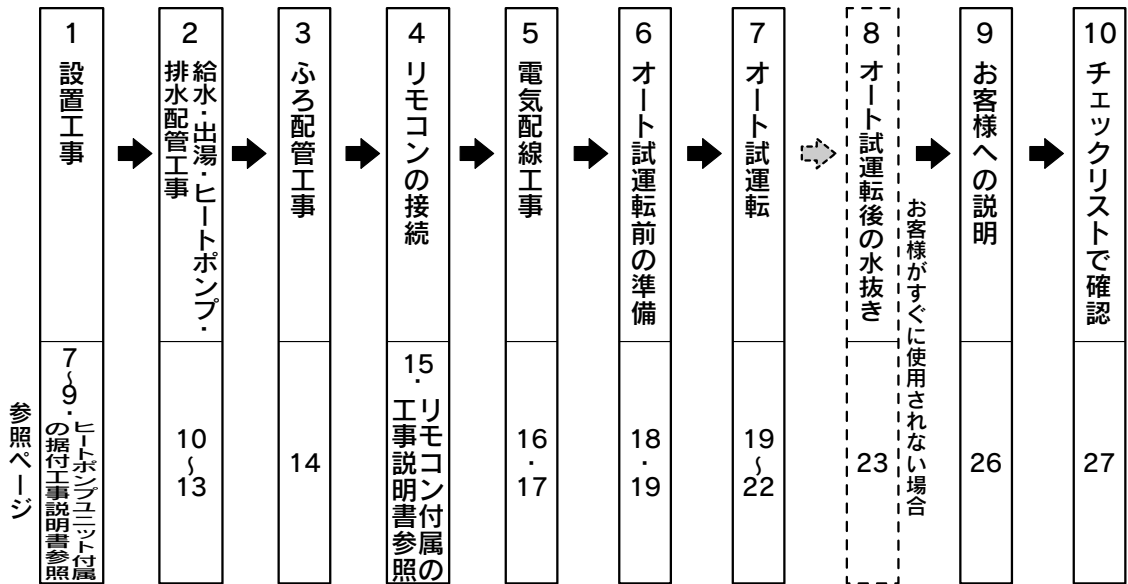 1
設置工事
7〜9・
ヒートポンプユニット付属
の据付工事説明書参照
2
給水・出湯・ヒートポンプ・
排水配管工事
10〜13
3
ふろ配管工事
14
4
リモコンの接続
15・
リモコン付属の
工事説明書参照
5
電気配線工事
16・17
6
オート試運転前の準備
18・19
7
オート試運転
19〜22
8
オート試運転後の水抜き
23
お客様がすぐに使用されない場合
9
お客様への説明
26
10
チェックリストで確認
27
参照ページ